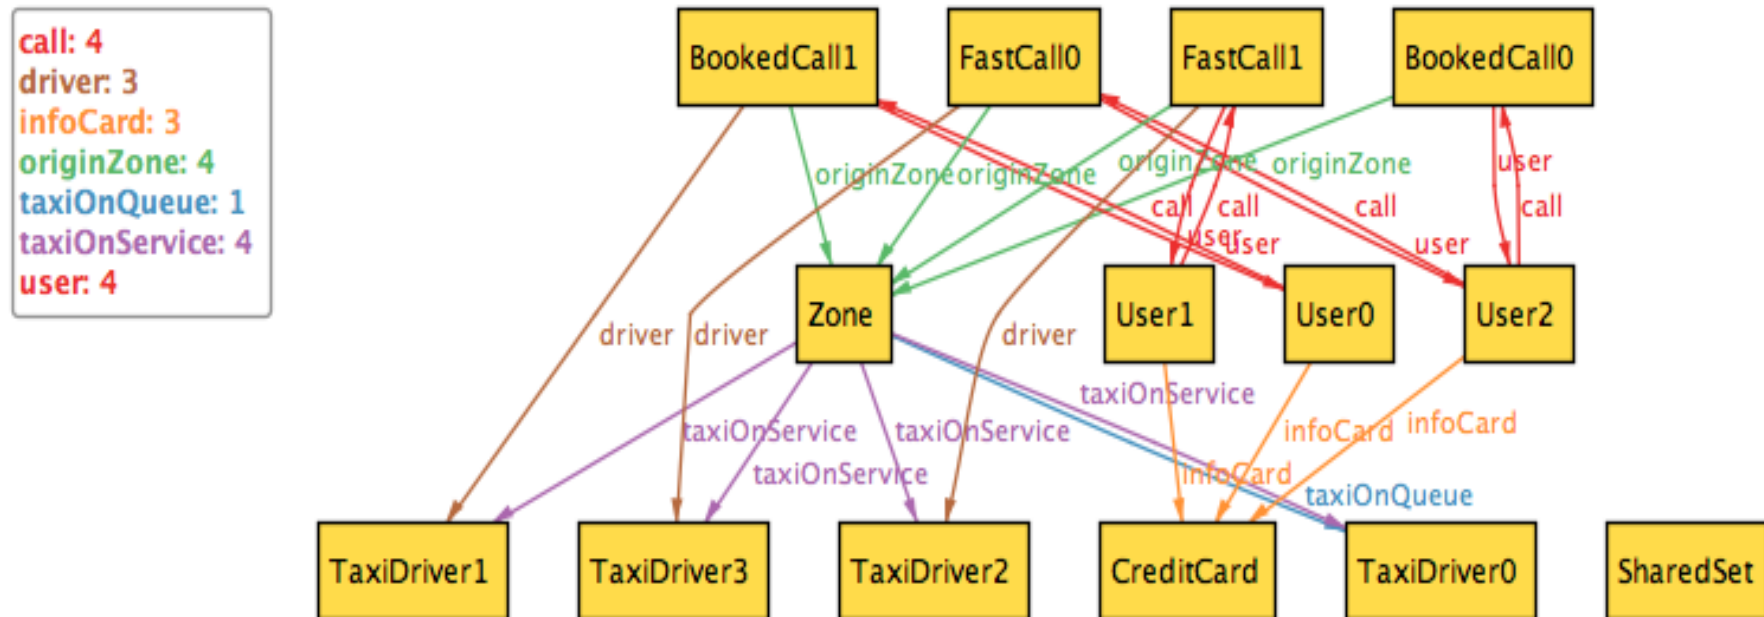 call: 4
driver: 3
infoCard: 3
originZone: 4
taxiOnQueue: 1
taxiOnService: 4
user: 4
BookedCall1 FastCall0 FastCall1 BookedCall0
originZone originZone originZone originZone user
call call call call
user user user
Zone User1 User0 User2
driver driver driver
taxiOnService
taxiOnService taxiOnService infoCard infoCard
taxiOnService infoCard
taxiOnQueue
TaxiDriver1 TaxiDriver3 TaxiDriver2 CreditCard TaxiDriver0 SharedSet